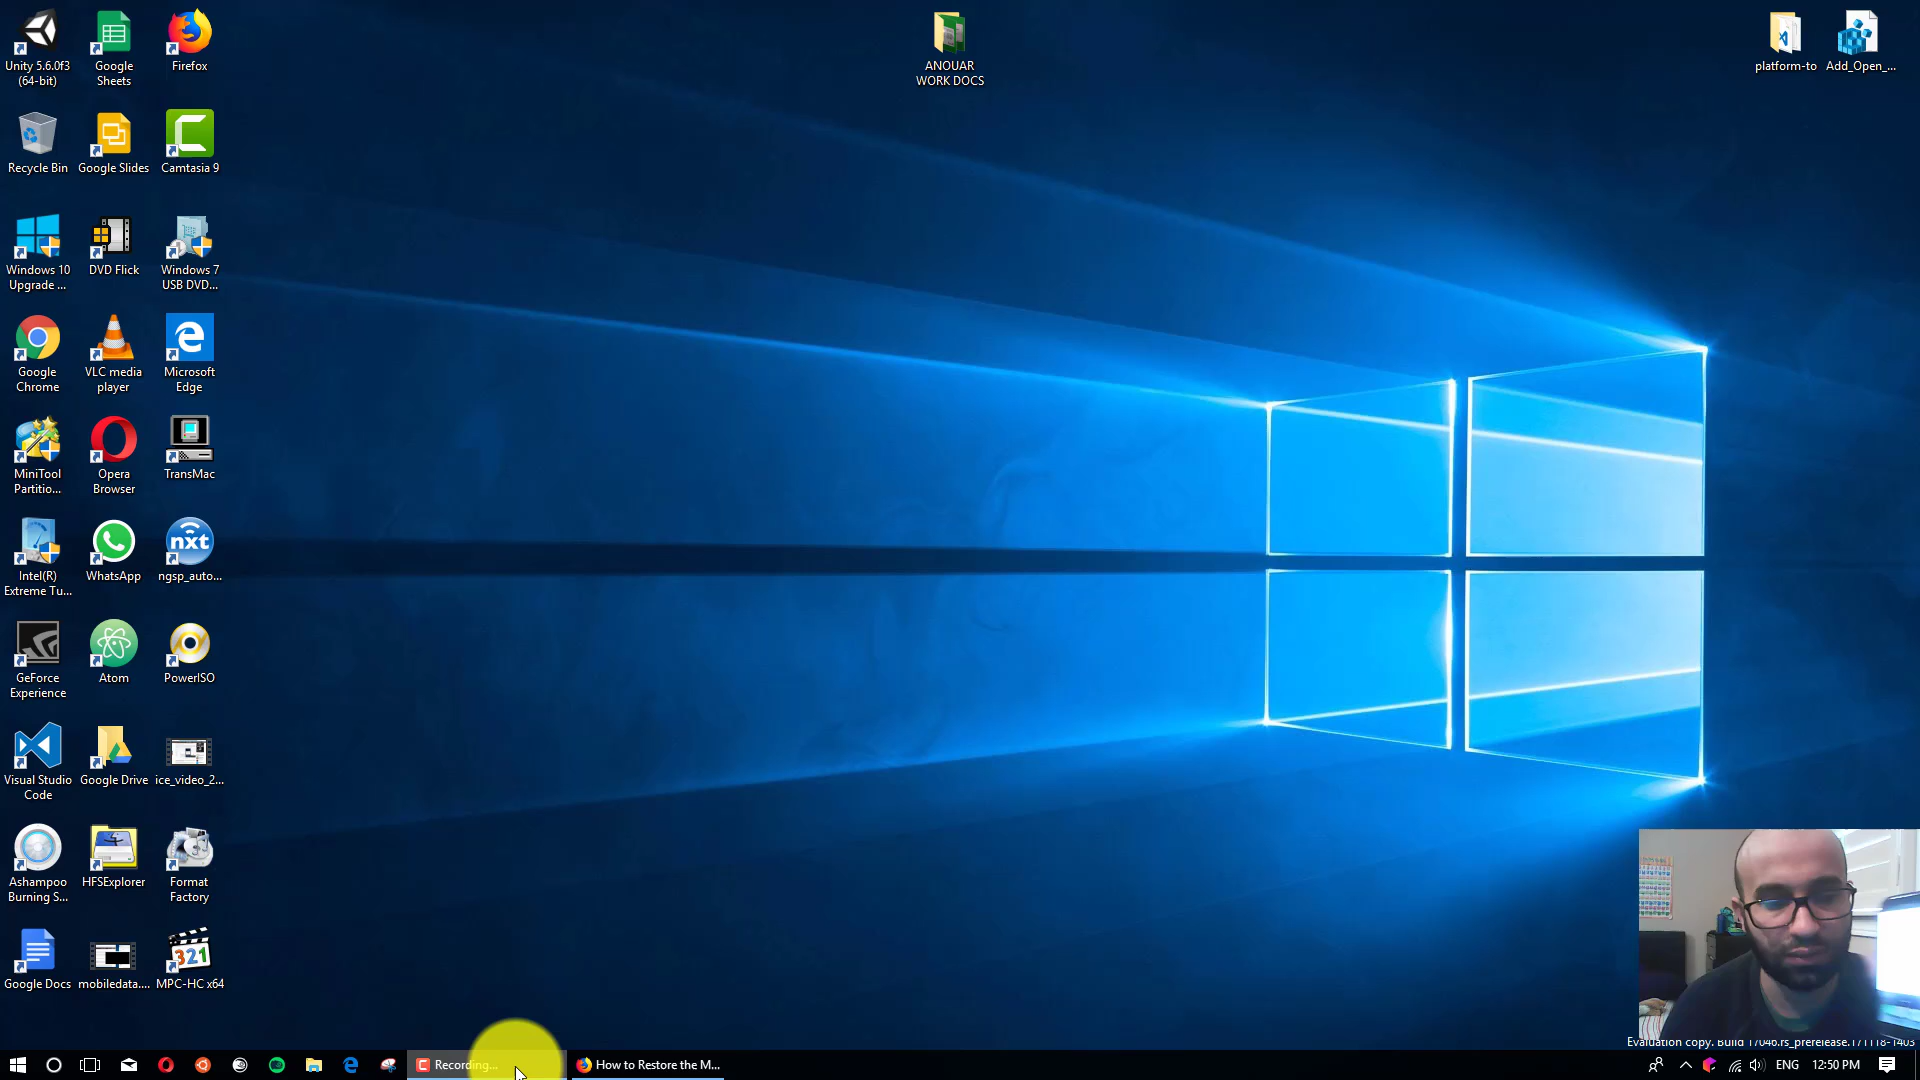 Unity 5.6.0f3
(64-bit)
Google
Sheets
Firefox
ANOUAR
WORK DOCS
platform-to
Add_Open_...
Recycle Bin
Google Slides
Camtasia 9
Windows 10
Upgrade ...
DVD Flick
Windows 7
USB DVD...
Google
Chrome
VLC media
player
Microsoft
Edge
MiniTool
Partitio...
Opera
Browser
TransMac
Intel(R)
Extreme Tu...
WhatsApp
nxt
ngsp_auto...
GeForce
Experience
Atom
PowerISO
Visual Studio
Code
Google Drive
ice_video_2...
Ashampoo
Burning S...
HFSExplorer
Format
Factory
Google Docs
mobiledata....
321
MPC-HC x64
Evaluation copy. Build 17046.rs_prerelease.171118-1403
Recording...
How to Restore the M...
ENG
12:50 PM